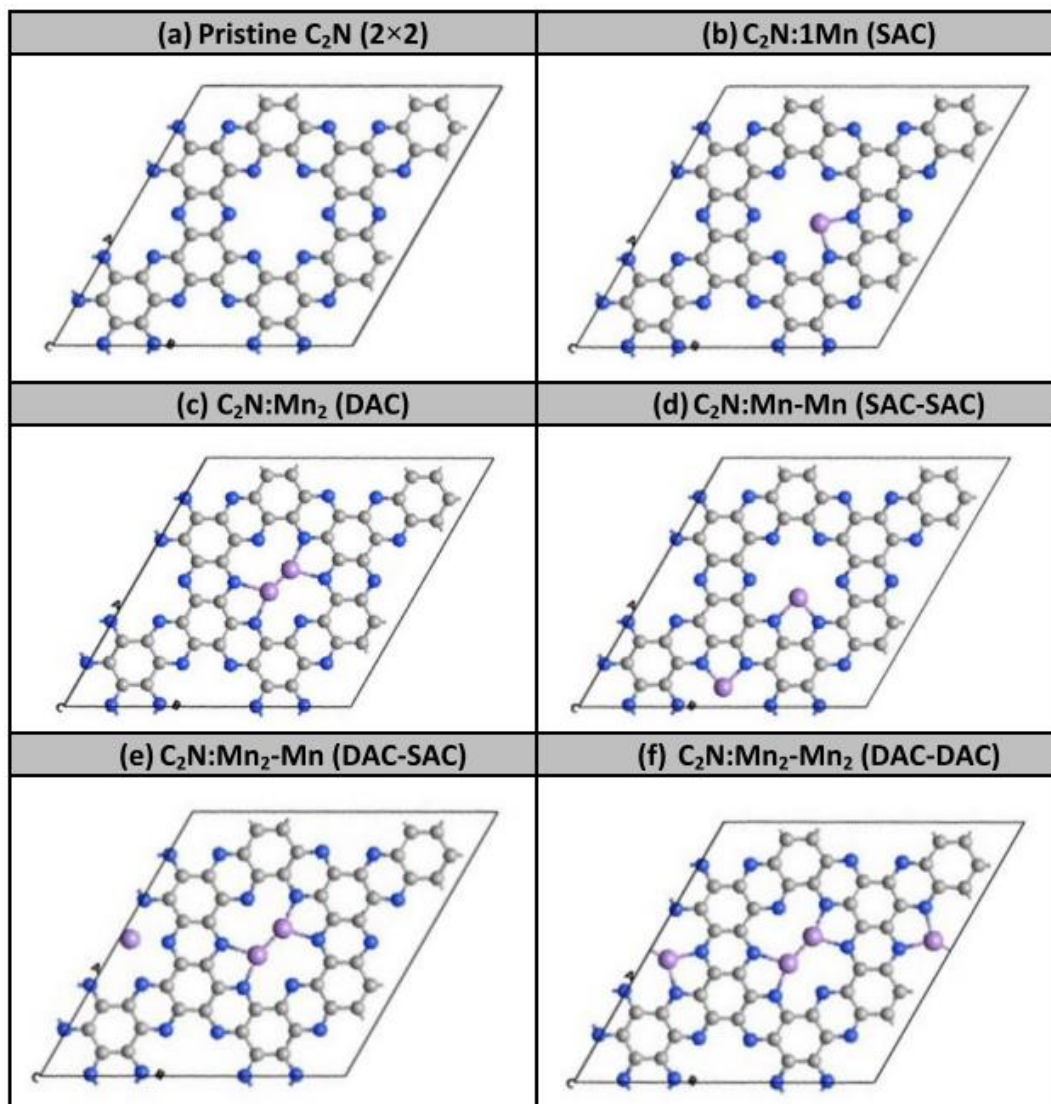 (a) Pristine C₂N (2×2)
(b) C₂N:1Mn (SAC)
(c) C₂N:Mn₂ (DAC)
(d) C₂N:Mn-Mn (SAC-SAC)
(e) C₂N:Mn₂-Mn (DAC-SAC)
(f) C₂N:Mn₂-Mn₂ (DAC-DAC)